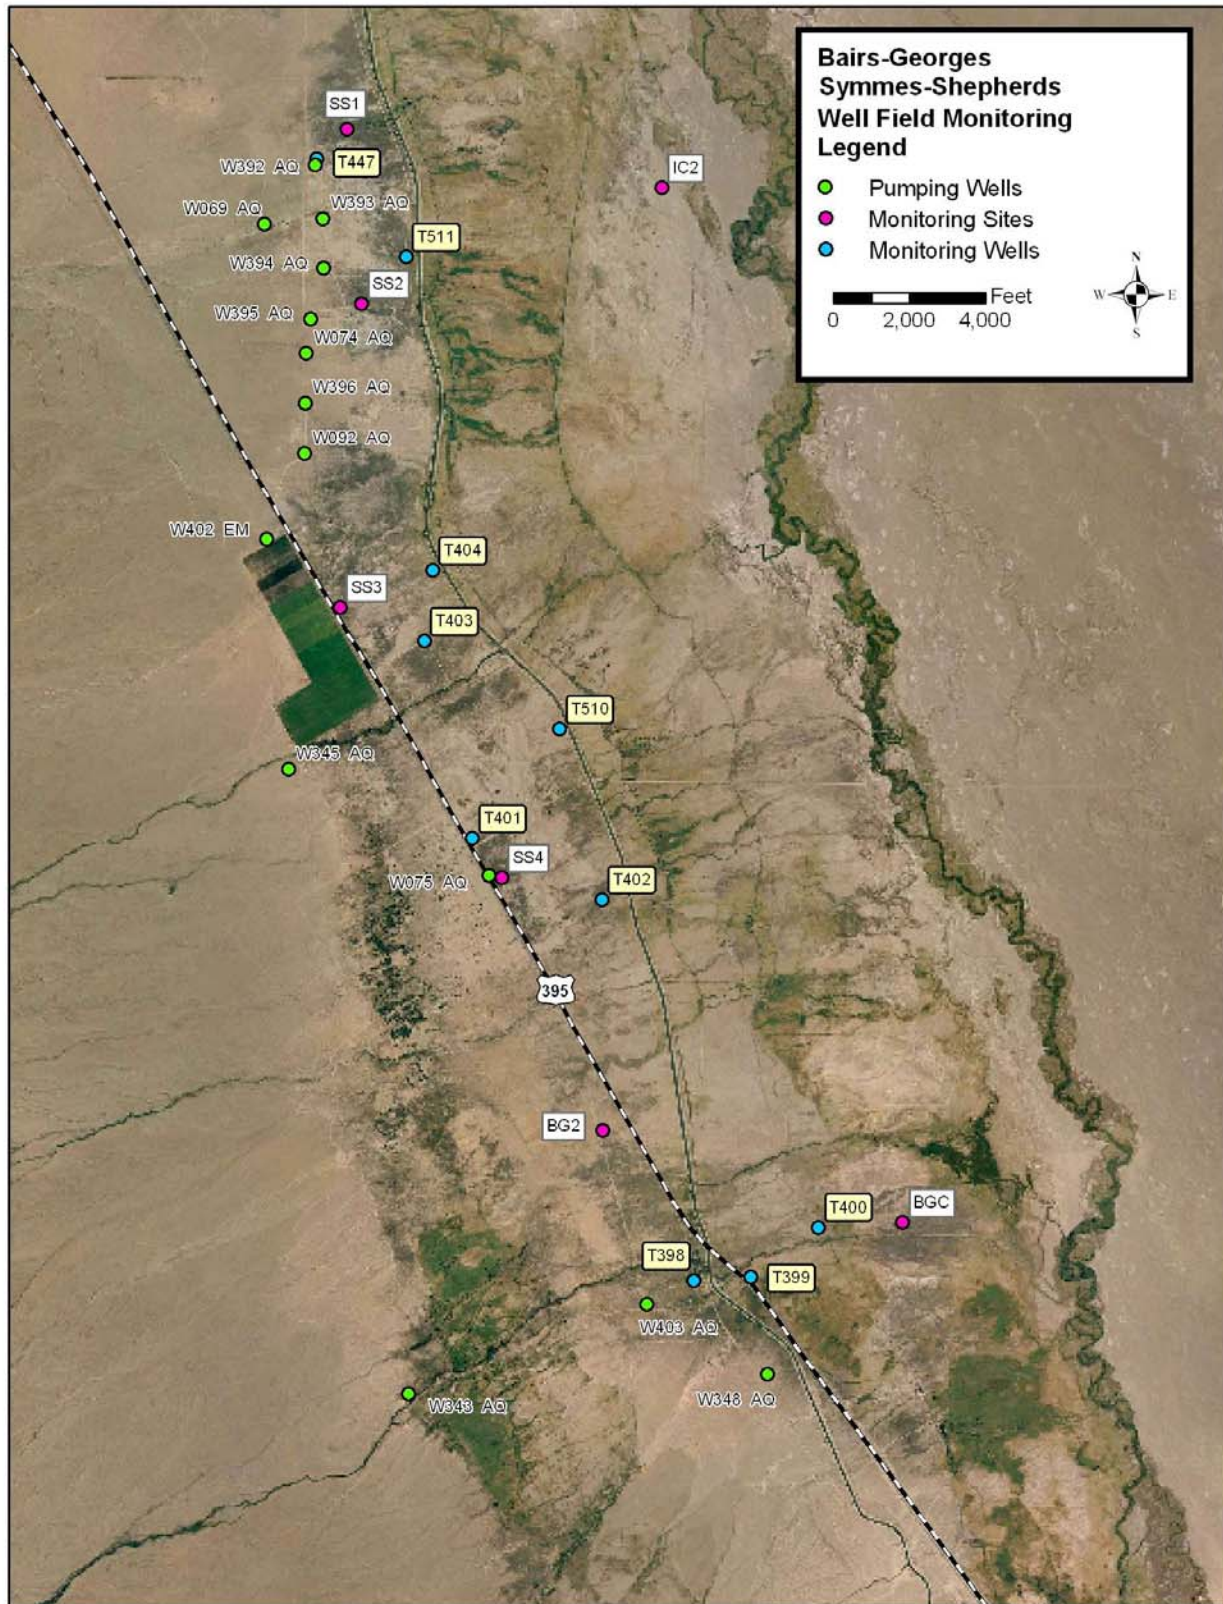 Bairs-Georges
Symmes-Shepherds
Well Field Monitoring
Legend
Pumping Wells
Monitoring Sites
Monitoring Wells
Feet
0 2,000 4,000
N
W E
S
SS1
W392 AQ
T447
IC2
W069 AQ
W393 AQ
T511
W394 AQ
SS2
W395 AQ
W074 AQ
W396 AQ
W092 AQ
W402 EM
T404
SS3
T403
T510
W345 AQ
T401
SS4
W075 AQ
T402
395
BG2
T400
BGC
T398
T399
W403 AQ
W348 AQ
W343 AQ